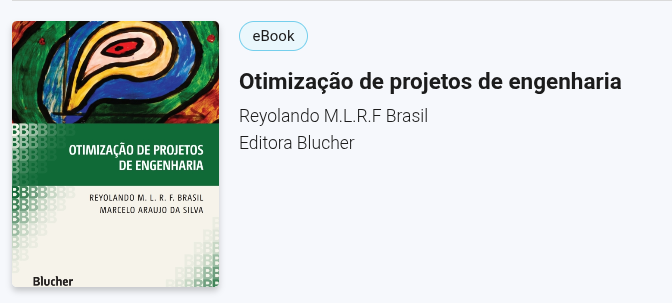 eBook
Otimização de projetos de engenharia
Reyolando M.L.R.F Brasil
Editora Blucher
OTIMIZAÇÃO DE PROJETOS
DE ENGENHARIA
REYOLANDO M. L. R. F. BRASIL
MARCELO ARAUJO DA SILVA
Blucher